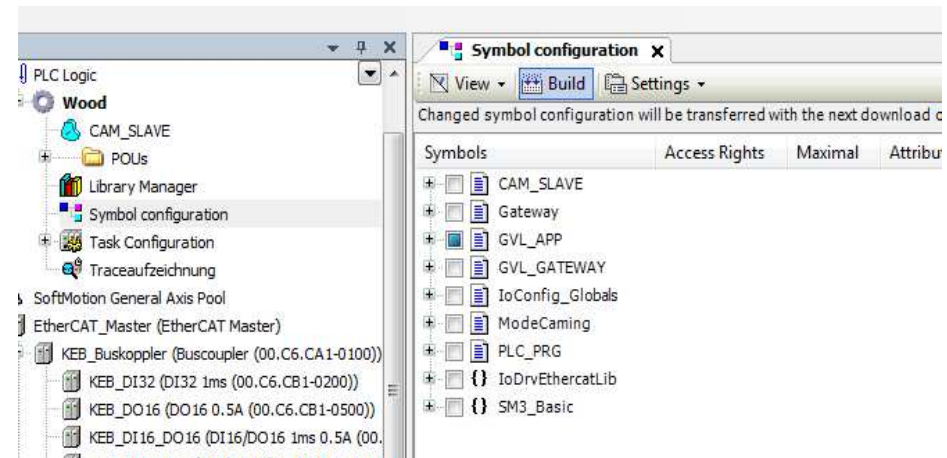 PLC Logic
Wood
CAM_SLAVE
POUs
Library Manager
Symbol configuration
Task Configuration
Traceaufzeichnung
SoftMotion General Axis Pool
EtherCAT_Master (EtherCAT Master)
KEB_Buskoppler (Buscoupler (00.C6.CA1-0100))
KEB_DI32 (DI32 1ms (00.C6.CB1-0200))
KEB_DO16 (DO16 0.5A (00.C6.CB1-0500))
KEB_DI16_DO16 (DI16/DO16 1ms 0.5A (00.
Symbol configuration
View Build Settings
Changed symbol configuration will be transferred with the next download o
Symbols Access Rights Maximal Attribu
CAM_SLAVE
Gateway
GVL_APP
GVL_GATEWAY
IoConfig_Globals
ModeCaming
PLC_PRG
{} IoDrvEthercatLib
{} SM3_Basic